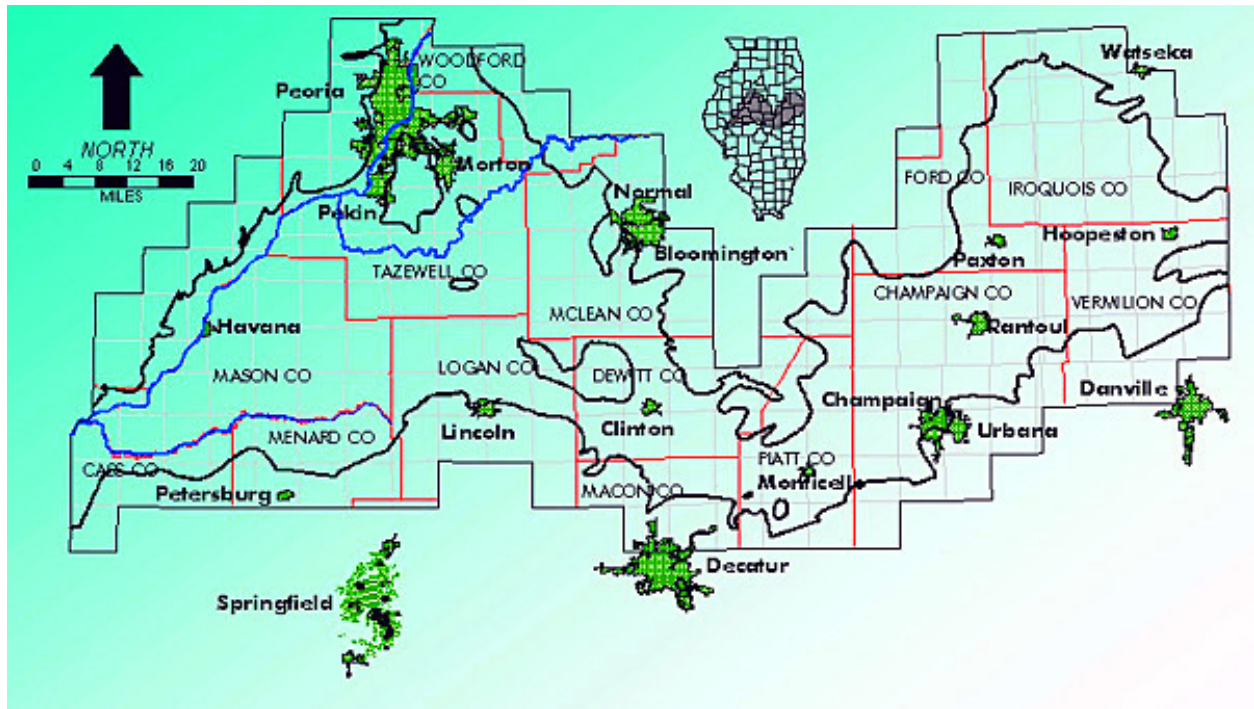 Watseka
WOODFORD
CO
Peoria
NORTH
0 4 8 12 16 20
MILES
Morton
Normal
FORD CO
IROQUOIS CO
Pekin
Hoopeston
Bloomington
Paxton
TAZEWELL CO
CHAMPAIGN CO
VERMILION CO
MCLEAN CO
Havana
Rantoul
LOGAN CO
DEWITT CO
MASON CO
Danville
Champaign
Lincoln
Clinton
Urbana
MENARD CO
PIATT CO
CASS CO
Monticell
Petersburg
MACON CO
Decatur
Springfield